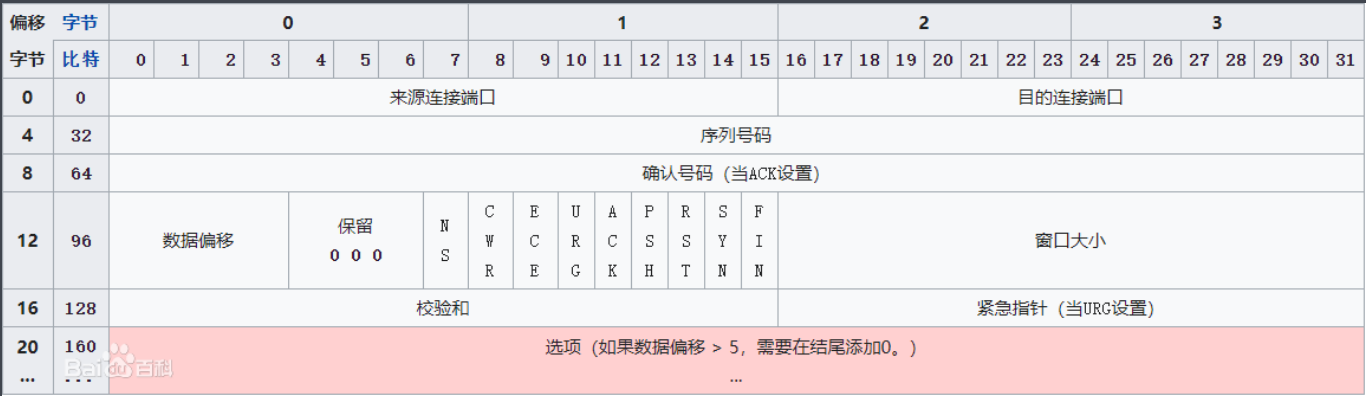 偏移 字节 0 1 2 3
字节 比特 0 1 2 3 4 5 6 7 8 9 10 11 12 13 14 15 16 17 18 19 20 21 22 23 24 25 26 27 28 29 30 31
0 0 来源连接端口 目的连接端口
4 32 序列号码
8 64 确认号码（当ACK设置）
12 96 数据偏移 保留 0 0 0 NS CWR ECE URG ACK PSH RST SYN FIN 窗口大小
16 128 校验和 紧急指针（当URG设置）
20 160 选项（如果数据偏移 > 5，需要在结尾添加0。）
... ... ...
Baidu百科